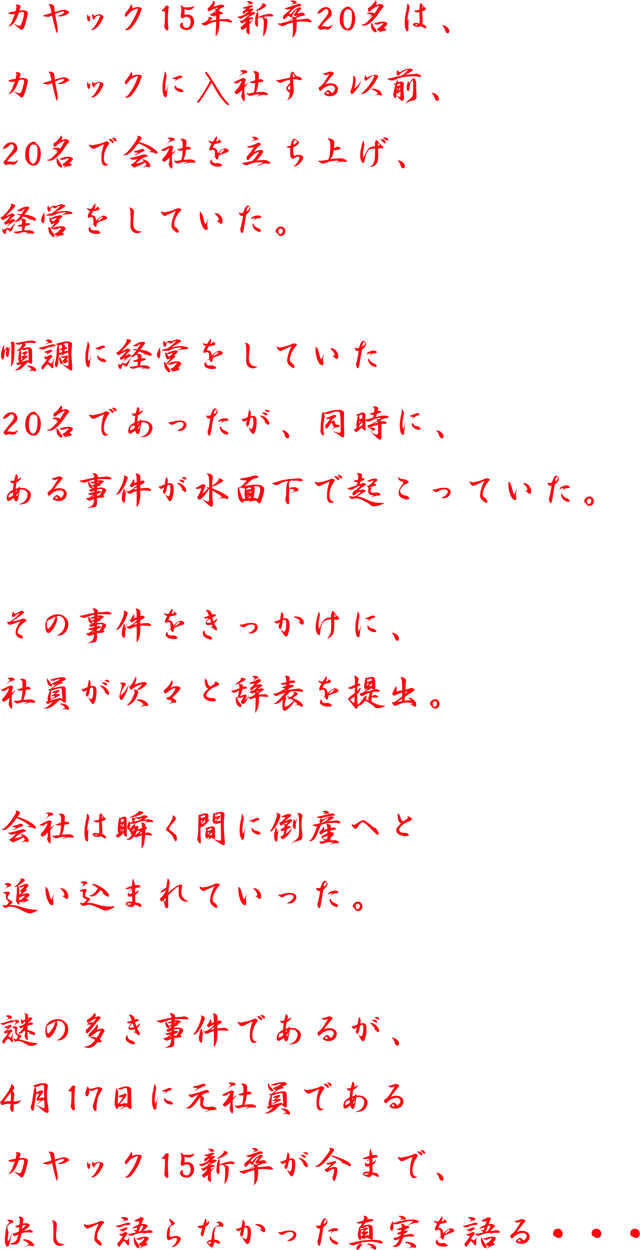 カヤック15年新卒20名は、
カヤックに入社する以前、
20名で会社を立ち上げ、
経営をしていた。
順調に経営をしていた
20名であったが、同時に、
ある事件が水面下で起こっていた。
その事件をきっかけに、
社員が次々と辞表を提出。
会社は瞬く間に倒産へと
追い込まれていった。
謎の多き事件であるが、
4月17日に元社員である
カヤック15新卒が今まで、
決して語らなかった真実を語る・・・